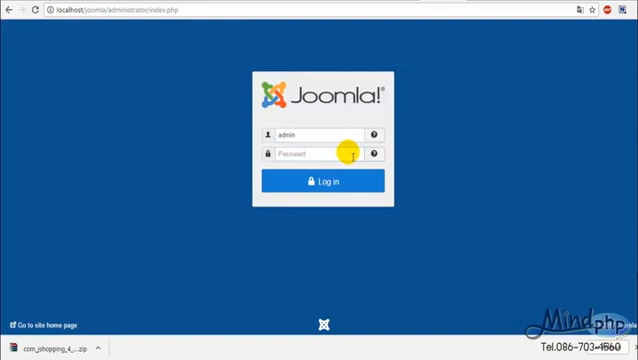 localhost/joomla/administrator/index.php
Joomla!®
admin
Password
Log in
Go to site home page
Mindphp
com_jshopping_4_....zip
Tel.086-703-4560